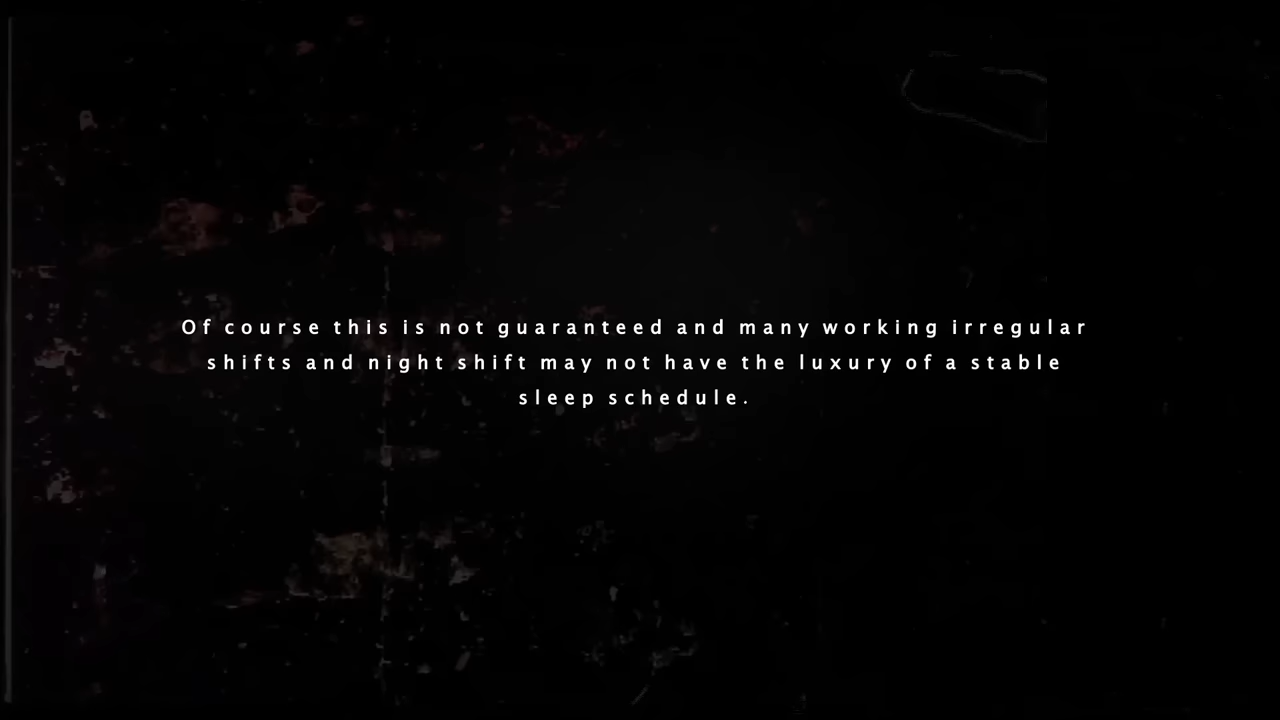 Of course this is not guaranteed and many working irregular
shifts and night shift may not have the luxury of a stable
sleep schedule.